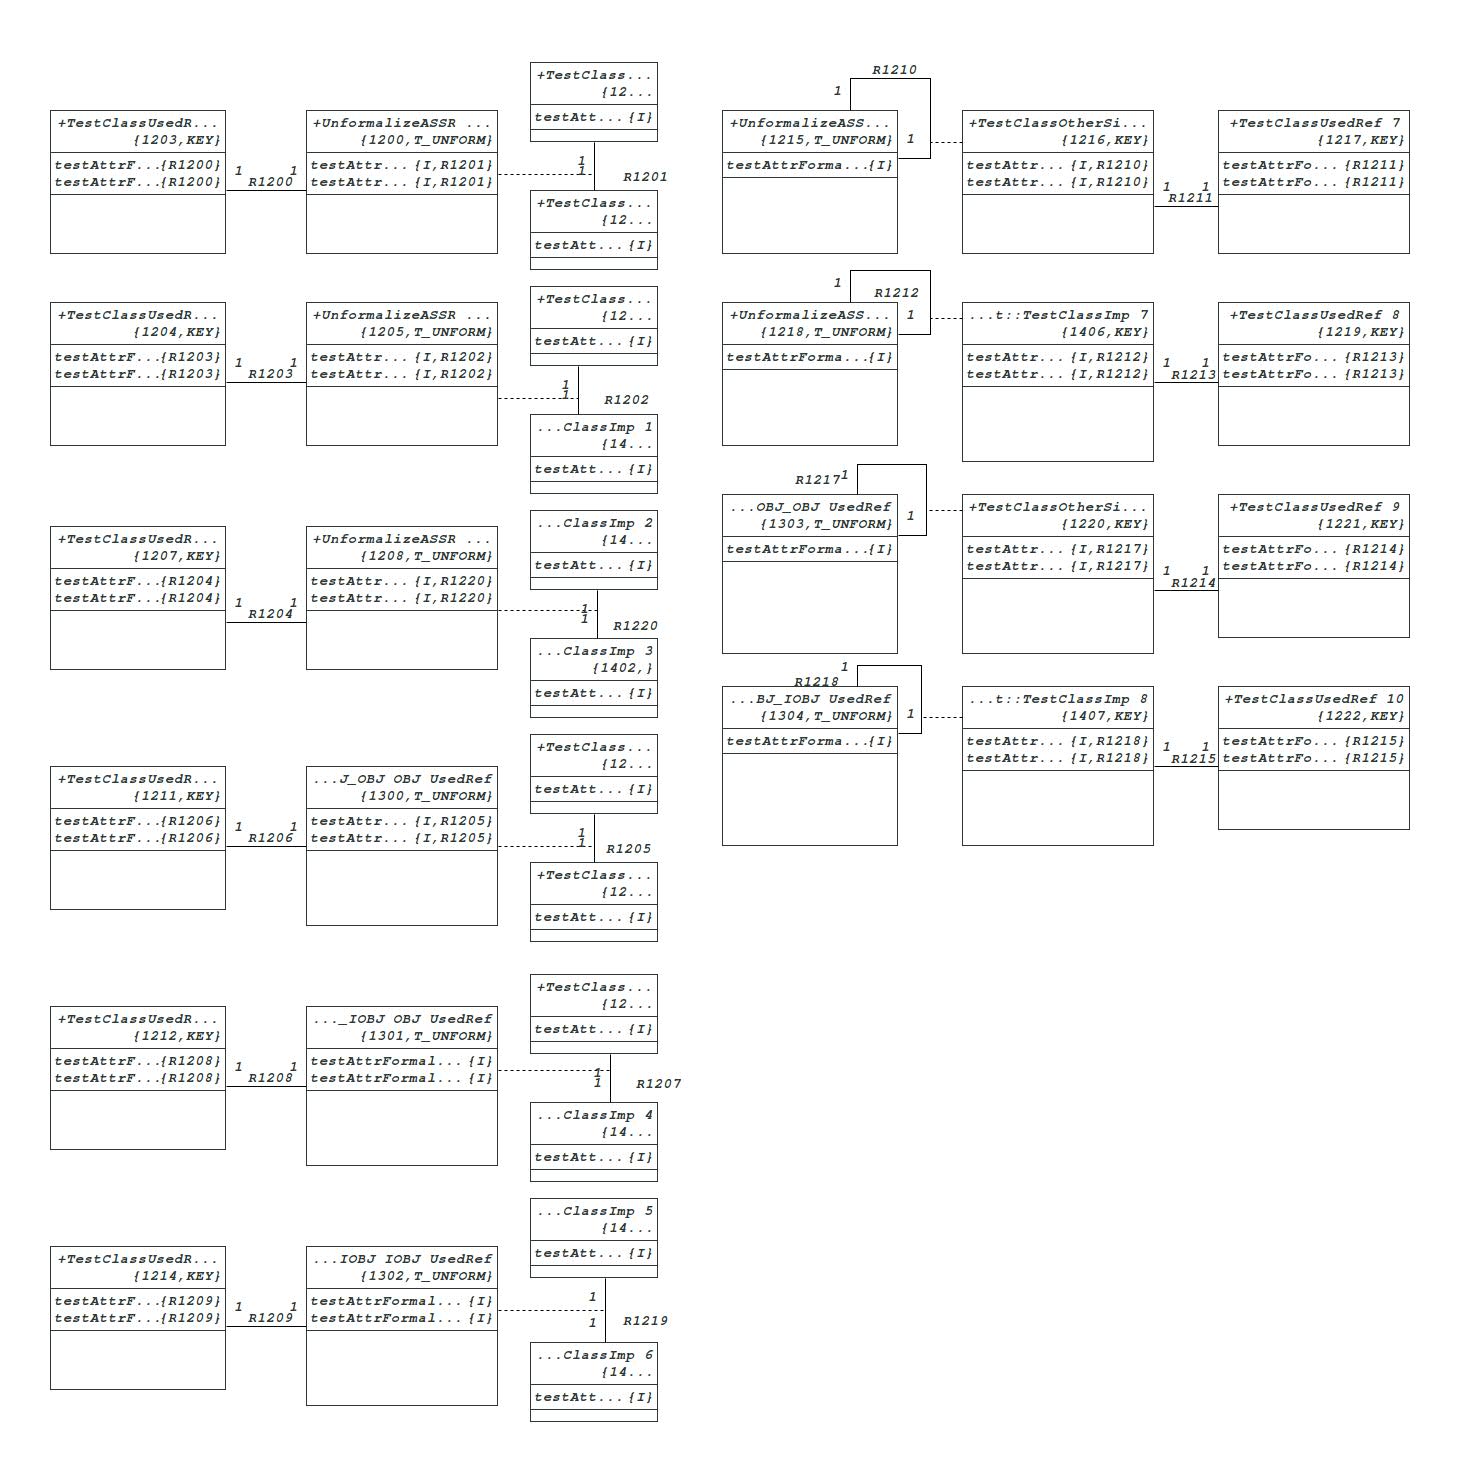 +TestClassUsedR...
{1203,KEY}
testAttrF...{R1200}
testAttrF...{R1200}
1
1
R1200
+UnformalizeASSR ...
{1200,T_UNFORM}
testAttr... {I,R1201}
testAttr... {I,R1201}
+TestClass...
{12...
testAtt... {I}
1
1
R1201
+TestClass...
{12...
testAtt... {I}
+TestClassUsedR...
{1204,KEY}
testAttrF...{R1203}
testAttrF...{R1203}
1
1
R1203
+UnformalizeASSR ...
{1205,T_UNFORM}
testAttr... {I,R1202}
testAttr... {I,R1202}
+TestClass...
{12...
testAtt... {I}
1
1
R1202
...ClassImp 1
{14...
testAtt... {I}
+TestClassUsedR...
{1207,KEY}
testAttrF...{R1204}
testAttrF...{R1204}
1
1
R1204
+UnformalizeASSR ...
{1208,T_UNFORM}
testAttr... {I,R1220}
testAttr... {I,R1220}
...ClassImp 2
{14...
testAtt... {I}
1
1
R1220
...ClassImp 3
{1402,}
testAtt... {I}
+TestClassUsedR...
{1211,KEY}
testAttrF...{R1206}
testAttrF...{R1206}
1
1
R1206
...J_OBJ OBJ UsedRef
{1300,T_UNFORM}
testAttr... {I,R1205}
testAttr... {I,R1205}
+TestClass...
{12...
testAtt... {I}
1
1
R1205
+TestClass...
{12...
testAtt... {I}
+TestClassUsedR...
{1212,KEY}
testAttrF...{R1208}
testAttrF...{R1208}
1
1
R1208
..._IOBJ OBJ UsedRef
{1301,T_UNFORM}
testAttrFormal... {I}
testAttrFormal... {I}
+TestClass...
{12...
testAtt... {I}
1
1
R1207
...ClassImp 4
{14...
testAtt... {I}
+TestClassUsedR...
{1214,KEY}
testAttrF...{R1209}
testAttrF...{R1209}
1
1
R1209
...IOBJ IOBJ UsedRef
{1302,T_UNFORM}
testAttrFormal... {I}
testAttrFormal... {I}
...ClassImp 5
{14...
testAtt... {I}
1
1
R1219
...ClassImp 6
{14...
testAtt... {I}
R1210
1
1
+UnformalizeASS...
{1215,T_UNFORM}
testAttrForma...{I}
+TestClassOtherSi...
{1216,KEY}
testAttr... {I,R1210}
testAttr... {I,R1210}
1
1
R1211
+TestClassUsedRef 7
{1217,KEY}
testAttrFo... {R1211}
testAttrFo... {R1211}
1
R1212
1
+UnformalizeASS...
{1218,T_UNFORM}
testAttrForma...{I}
...t::TestClassImp 7
{1406,KEY}
testAttr... {I,R1212}
testAttr... {I,R1212}
1
1
R1213
+TestClassUsedRef 8
{1219,KEY}
testAttrFo... {R1213}
testAttrFo... {R1213}
R1217
1
1
...OBJ_OBJ UsedRef
{1303,T_UNFORM}
testAttrForma...{I}
+TestClassOtherSi...
{1220,KEY}
testAttr... {I,R1217}
testAttr... {I,R1217}
1
1
R1214
+TestClassUsedRef 9
{1221,KEY}
testAttrFo... {R1214}
testAttrFo... {R1214}
1
R1218
1
...BJ_IOBJ UsedRef
{1304,T_UNFORM}
testAttrForma...{I}
...t::TestClassImp 8
{1407,KEY}
testAttr... {I,R1218}
testAttr... {I,R1218}
1
1
R1215
+TestClassUsedRef 10
{1222,KEY}
testAttrFo... {R1215}
testAttrFo... {R1215}